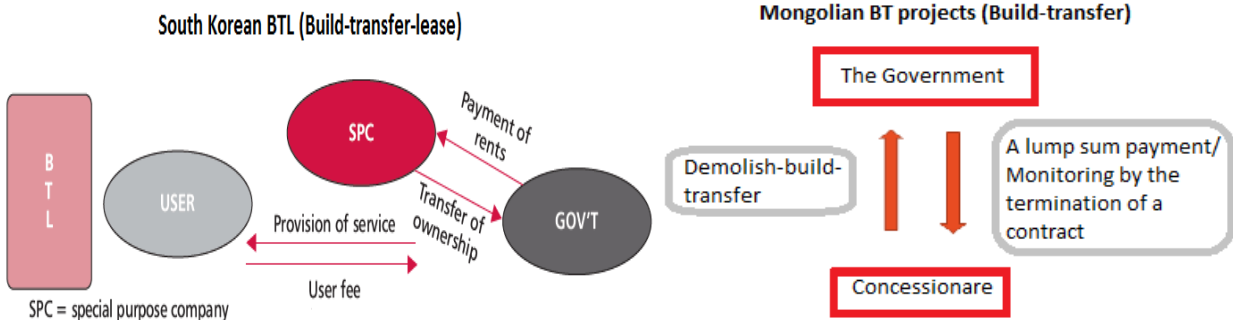 South Korean BTL (Build-transfer-lease)
B
T
L
USER
SPC
GOV'T
Payment of
rents
Transfer of
ownership
Provision of service
User fee
SPC = special purpose company
Mongolian BT projects (Build-transfer)
The Government
Demolish-build-
transfer
A lump sum payment/
Monitoring by the
termination of a
contract
Concessionare